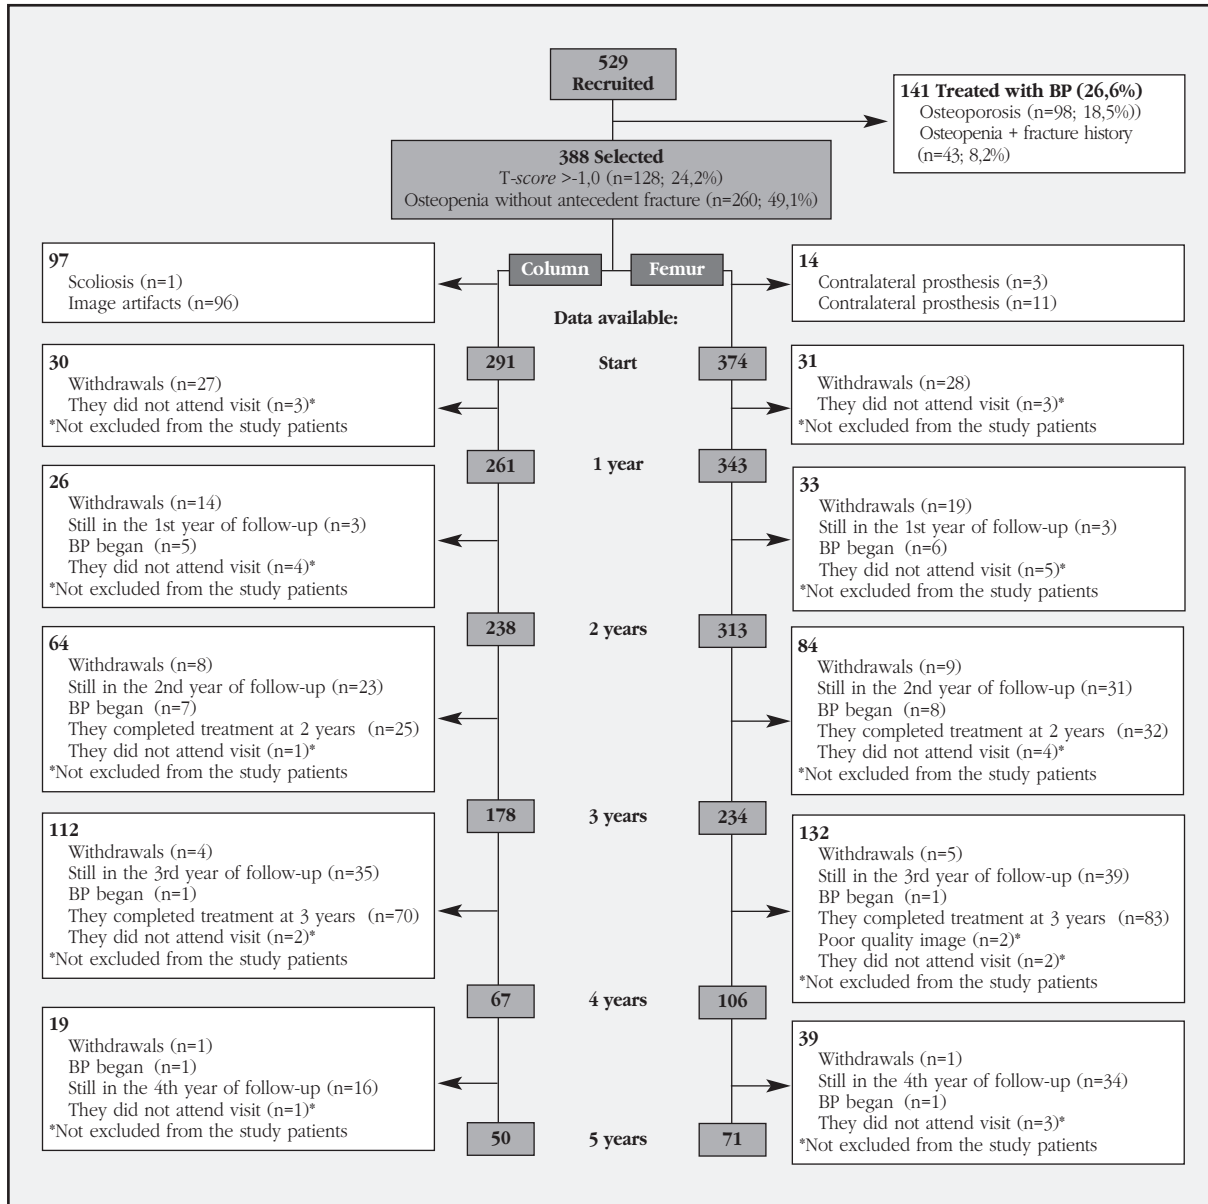 529
Recruited
141 Treated with BP (26,6%)
Osteoporosis (n=98; 18,5%))
Osteopenia + fracture history
(n=43; 8,2%)
388 Selected
T-score >-1,0 (n=128; 24,2%)
Osteopenia without antecedent fracture (n=260; 49,1%)
97
Scoliosis (n=1)
Image artifacts (n=96)
Column
Femur
14
Contralateral prosthesis (n=3)
Contralateral prosthesis (n=11)
Data available:
291
Start
374
30
Withdrawals (n=27)
They did not attend visit (n=3)*
*Not excluded from the study patients
31
Withdrawals (n=28)
They did not attend visit (n=3)*
*Not excluded from the study patients
261
1 year
343
26
Withdrawals (n=14)
Still in the 1st year of follow-up (n=3)
BP began (n=5)
They did not attend visit (n=4)*
*Not excluded from the study patients
33
Withdrawals (n=19)
Still in the 1st year of follow-up (n=3)
BP began (n=6)
They did not attend visit (n=5)*
*Not excluded from the study patients
238
2 years
313
64
Withdrawals (n=8)
Still in the 2nd year of follow-up (n=23)
BP began (n=7)
They completed treatment at 2 years (n=25)
They did not attend visit (n=1)*
*Not excluded from the study patients
84
Withdrawals (n=9)
Still in the 2nd year of follow-up (n=31)
BP began (n=8)
They completed treatment at 2 years (n=32)
They did not attend visit (n=4)*
*Not excluded from the study patients
178
3 years
234
112
Withdrawals (n=4)
Still in the 3rd year of follow-up (n=35)
BP began (n=1)
They completed treatment at 3 years (n=70)
They did not attend visit (n=2)*
*Not excluded from the study patients
132
Withdrawals (n=5)
Still in the 3rd year of follow-up (n=39)
BP began (n=1)
They completed treatment at 3 years (n=83)
Poor quality image (n=2)*
They did not attend visit (n=2)*
*Not excluded from the study patients
67
4 years
106
19
Withdrawals (n=1)
BP began (n=1)
Still in the 4th year of follow-up (n=16)
They did not attend visit (n=1)*
*Not excluded from the study patients
39
Withdrawals (n=1)
Still in the 4th year of follow-up (n=34)
BP began (n=1)
They did not attend visit (n=3)*
*Not excluded from the study patients
50
5 years
71